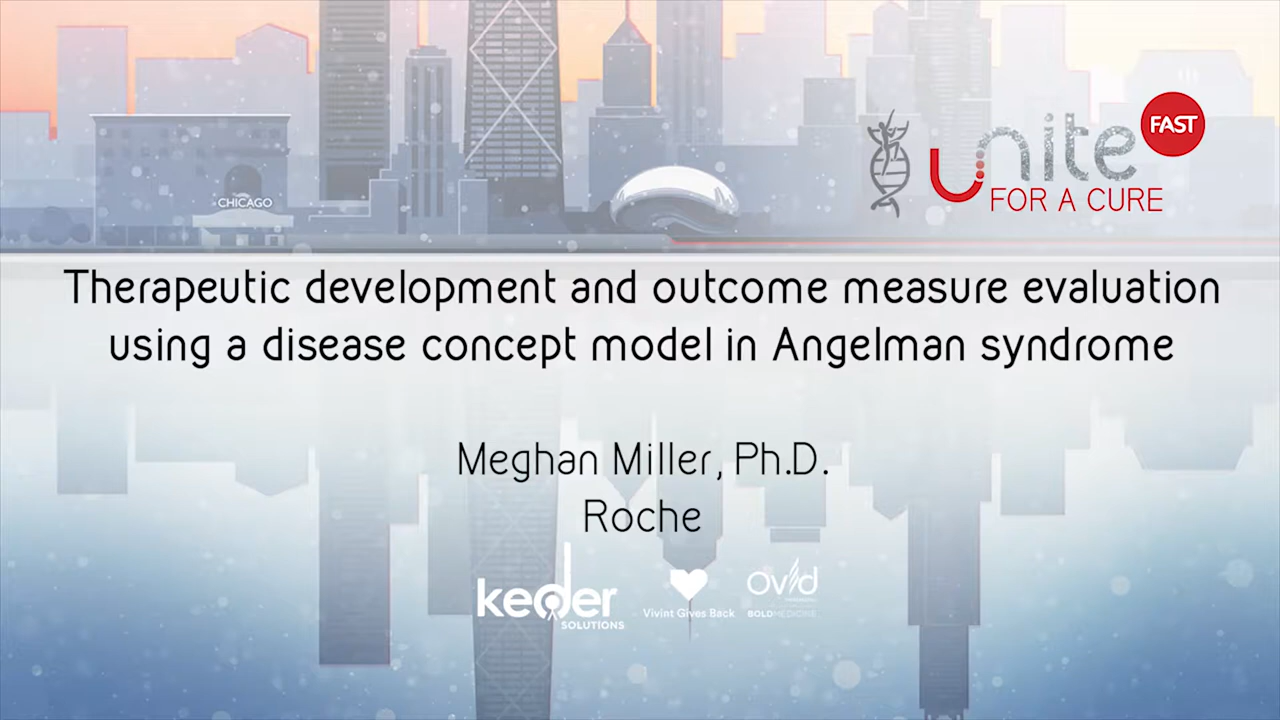 CHICAGO
unite
FAST
FOR A CURE
Therapeutic development and outcome measure evaluation
using a disease concept model in Angelman syndrome
Meghan Miller, Ph.D.
Roche
keder
SOLUTIONS
Vivint Gives Back
Ovid
BOLDMEDICINE